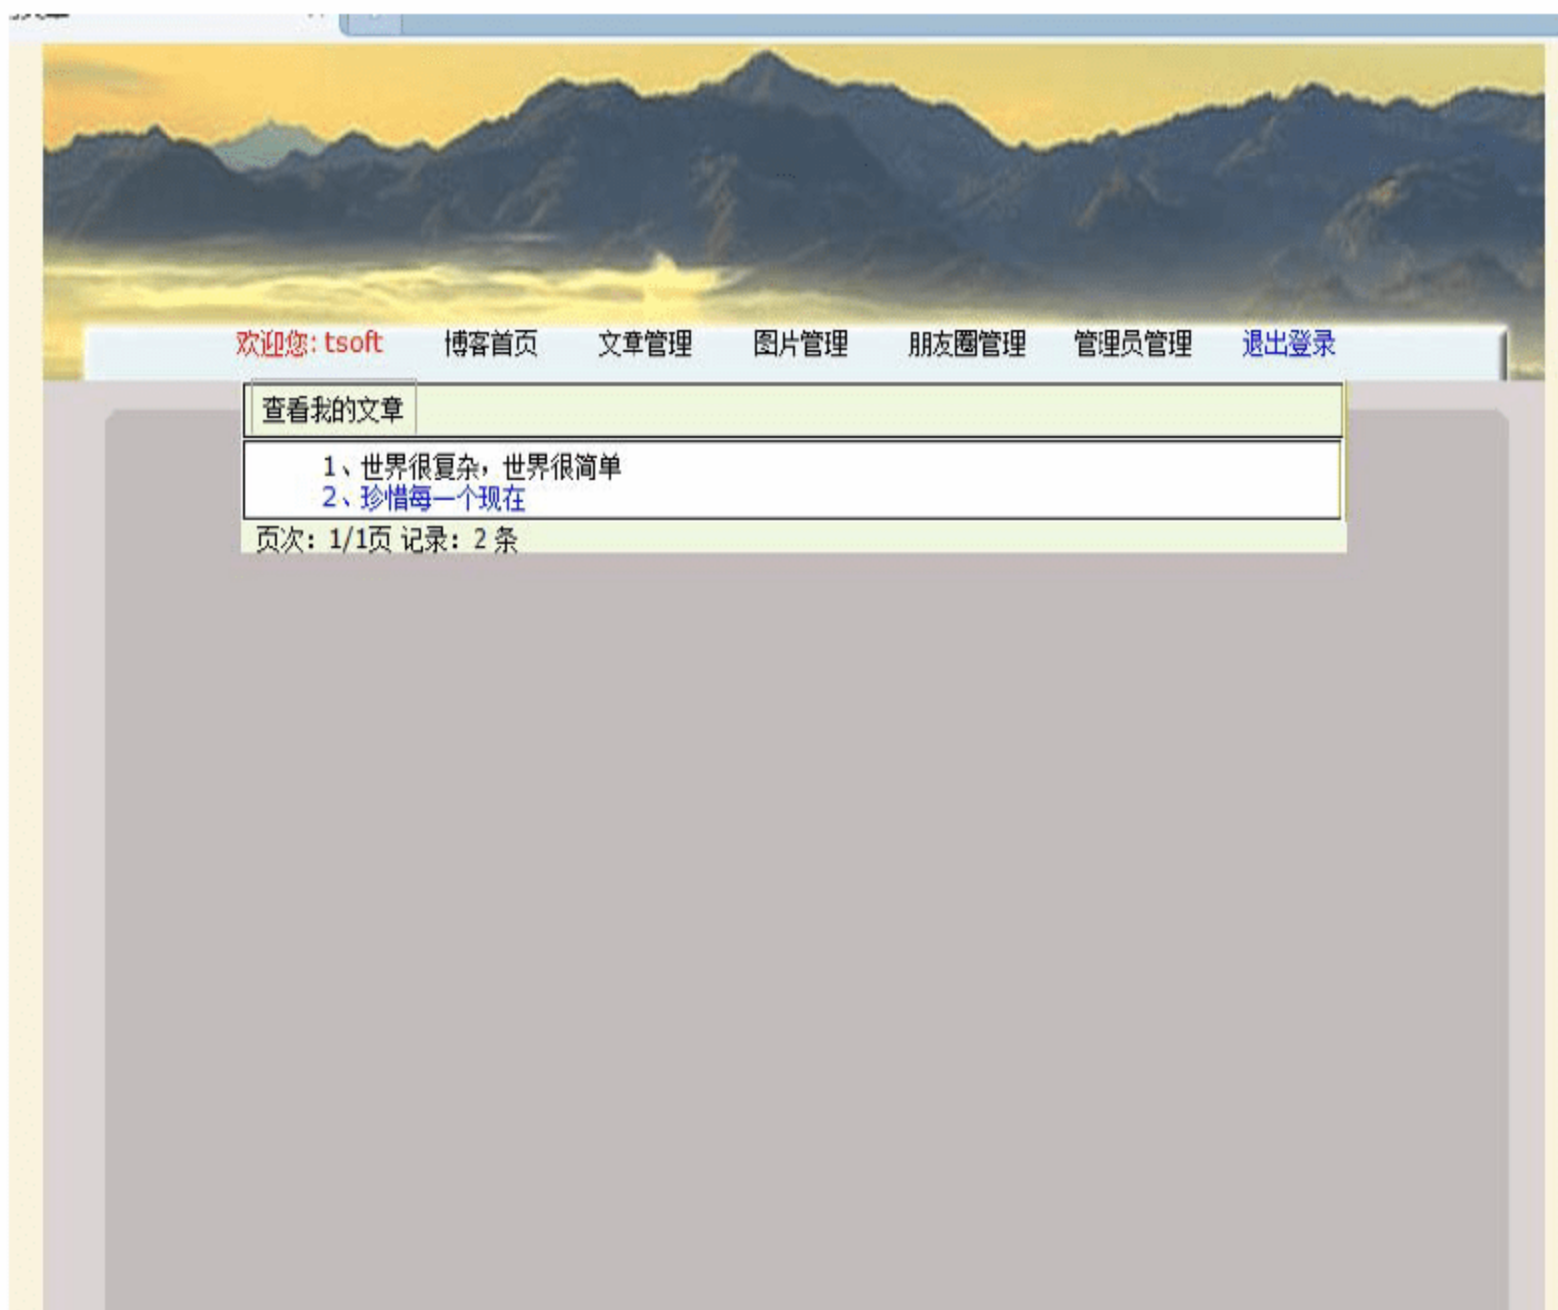 欢迎您: tsoft 博客首页 文章管理 图片管理 朋友圈管理 管理员管理 退出登录
查看我的文章
1、世界很复杂，世界很简单
2、珍惜每一个现在
页次：1/1页 记录：2 条